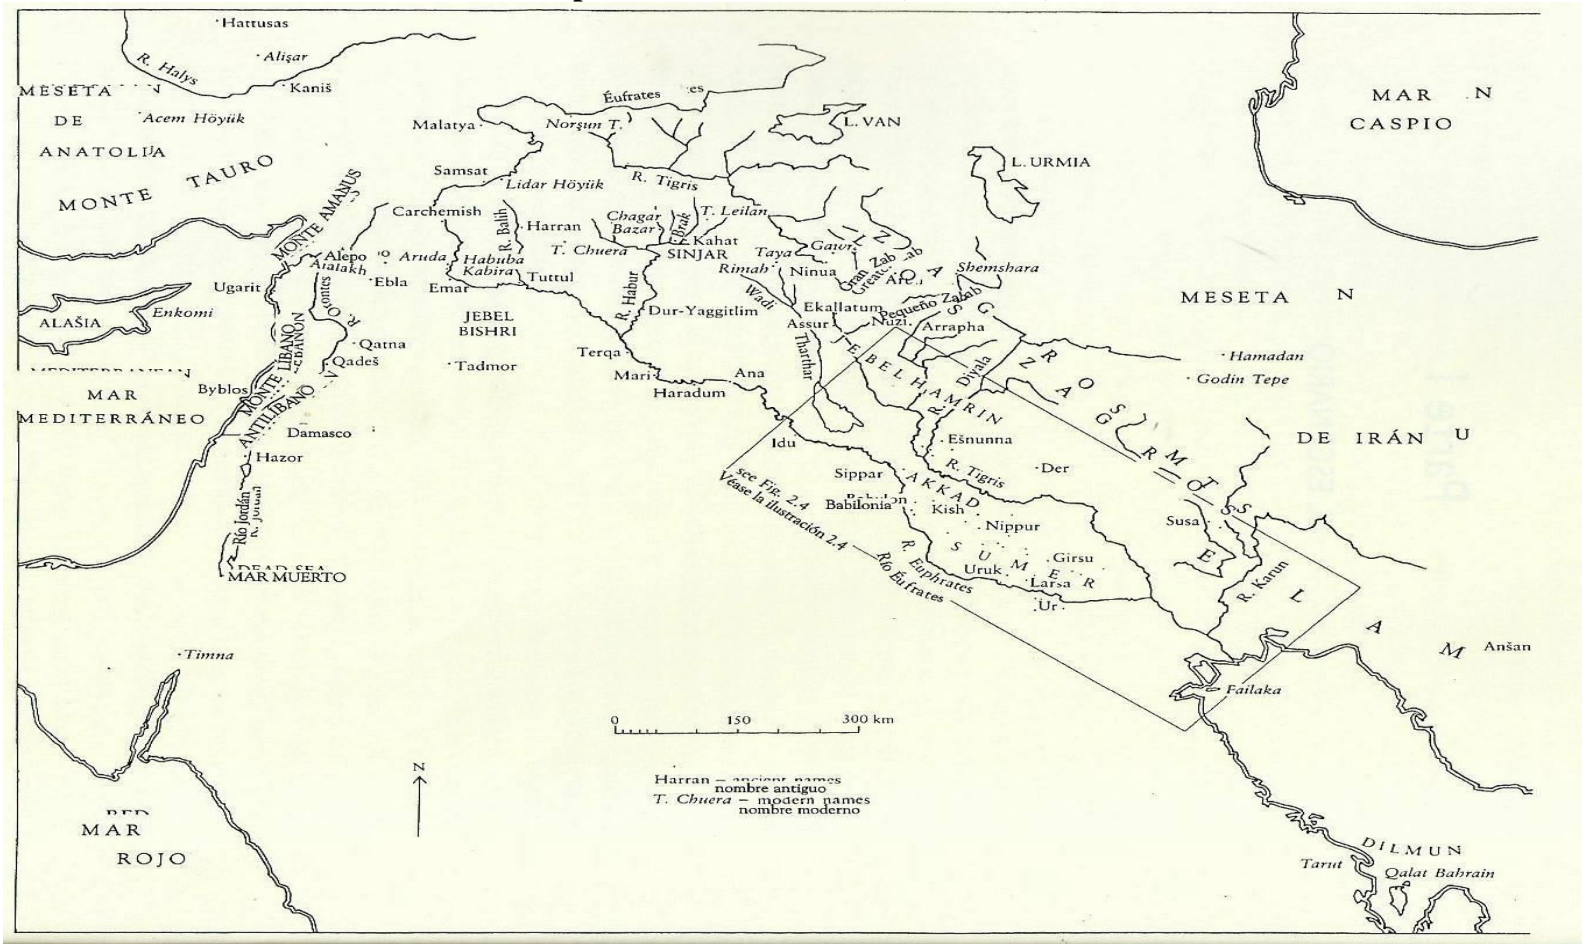 Hattusas
Alişar
R. Halys
Kaniš
MESETA
DE
ANATOLIA
Acem Höyük
MONTE TAURO
MONTE AMANUS
Malatya
Éufrates
Norşun T.
L. VAN
L. URMIA
MAR
CASPIO
Samsat
Lidar Höyük
R. Tigris
Carchemish
R. Balih
Harran
Chagar
Bazar
Brak
T. Leilan
Kahat
T. Chuera
SINJAR
Taya
Gawra
Rimah
Ninua
Gran Zab
Shemshara
Alepo
Alalakh
Aruda
Habuba
Kabira
Ebla
Emar
Tuttul
R. Habur
Wadi
Tharthar
Ekallatum
Pequeño Zab
Dur-Yaggitlim
Assur
Nuzi
Arrapha
Ugarit
R. Orontes
ALAŠIA
Enkomi
JEBEL
BISHRI
MESETA
DE IRÁN
Qatna
Qadeš
Tadmor
Terqa
Mari
Ana
Haradum
JEBEL HAMRIN
R. Diyala
ZAGROS
ZAGROS MTS
Hamadan
Godin Tepe
MAR
MEDITERRÁNEO
Byblos
MONTE LIBANO
ANTILIBANO
Damasco
Hazor
Idu
Ešnunna
R. Tigris
Der
Sippar
AKKAD
Babilonia
Kish
Nippur
see Fig. 2.4
Véase la ilustración 2.4
Susa
SUMER
Girsu
Uruk
Larsa
Ur
R. Euphrates
Río Éufrates
R. Karun
ELAM
Anšan
Río Jordán
MAR MUERTO
Timna
Failaka
0 150 300 km
N
Harran – ancient names
nombre antiguo
T. Chuera – modern names
nombre moderno
MAR
ROJO
DILMUN
Tarut
Qalat Bahrain